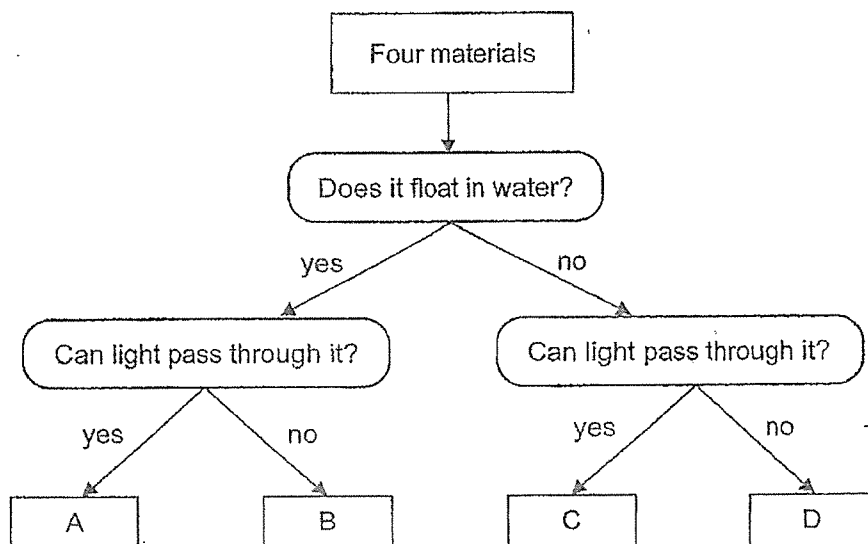 Four materials
Does it float in water?
yes
no
Can light pass through it?
Can light pass through it?
yes
no
yes
no
A
B
C
D